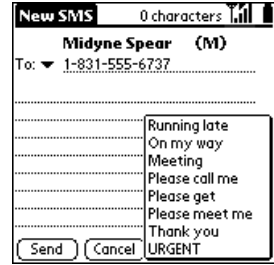 New SMS 0 characters
Midyne Spear (M)
To: 1-831-555-6737
Running late
On my way
Meeting
Please call me
Please get
Please meet me
Thank you
URGENT
Send Cancel